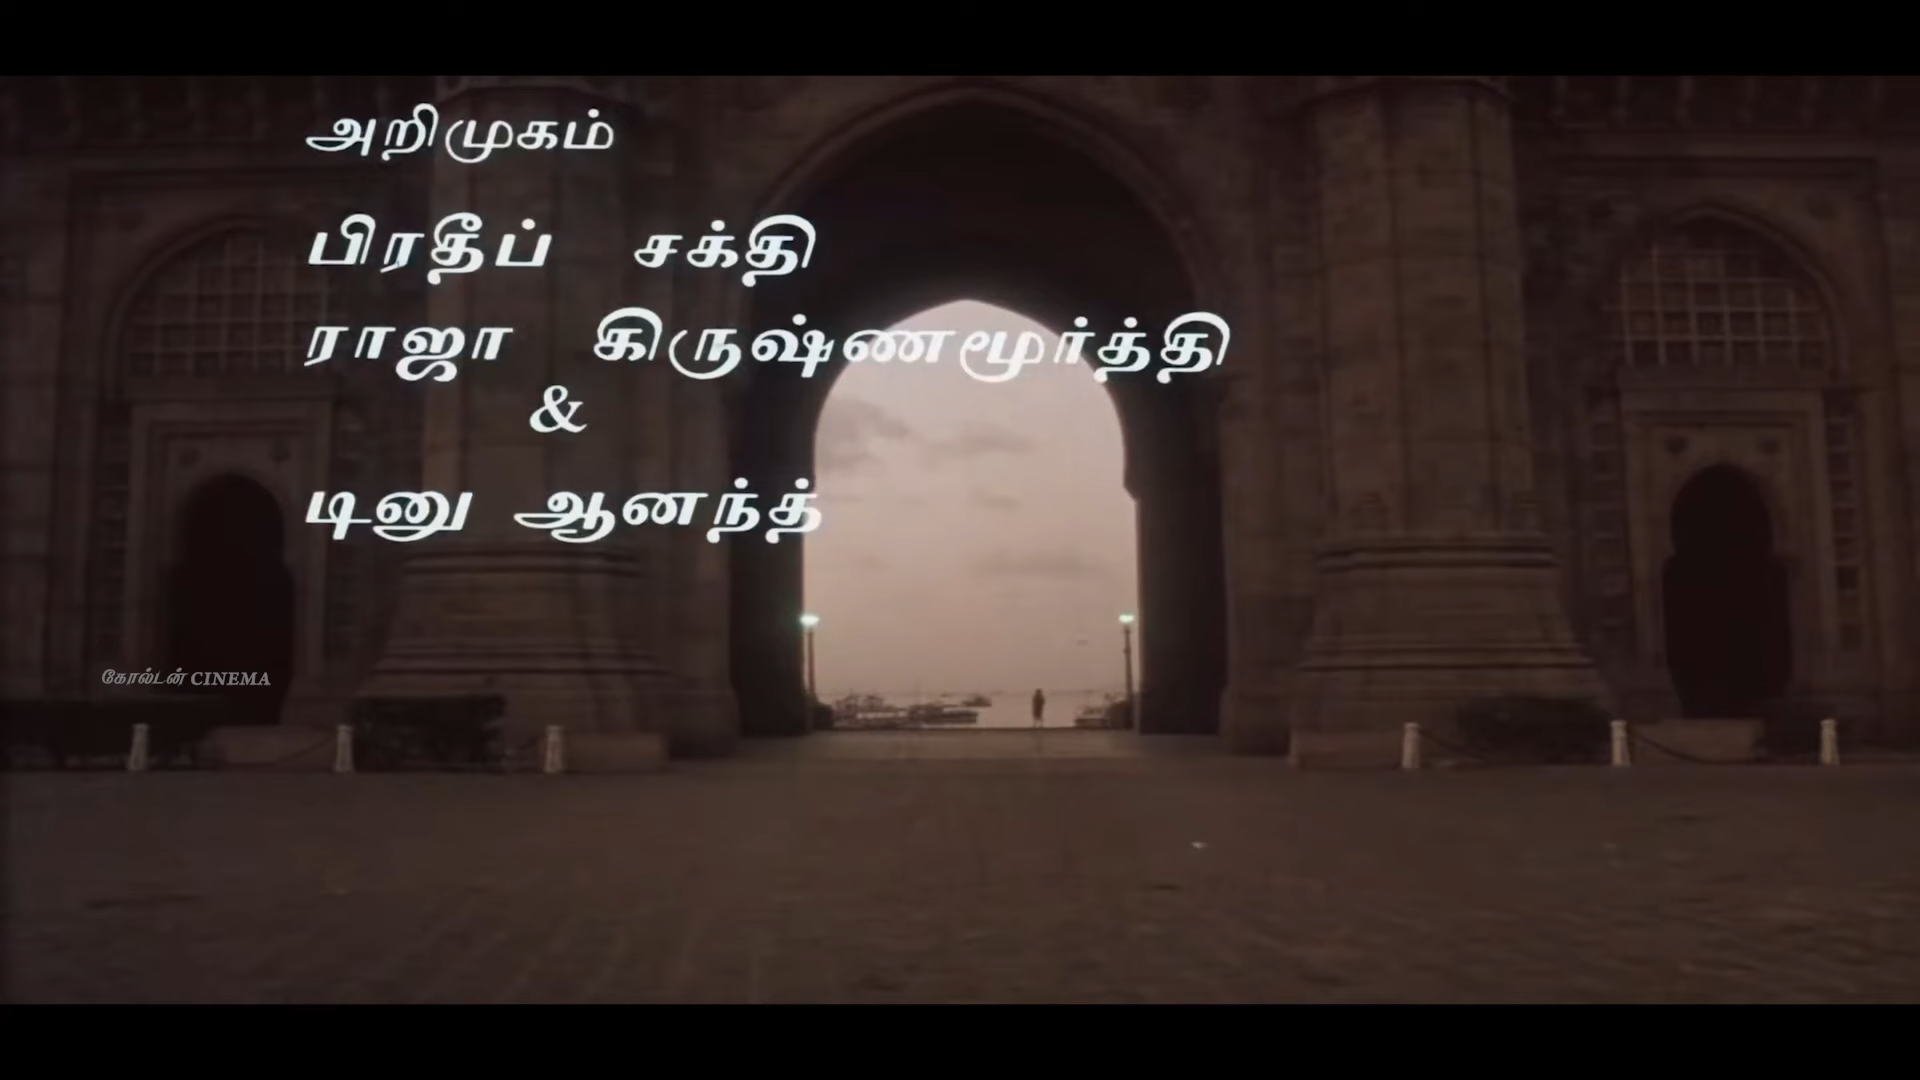 அறிமுகம்
பிரதீப் சக்தி
ராஜா கிருஷ்ணமூர்த்தி
&
டினு ஆனந்த்
கோல்டன் CINEMA